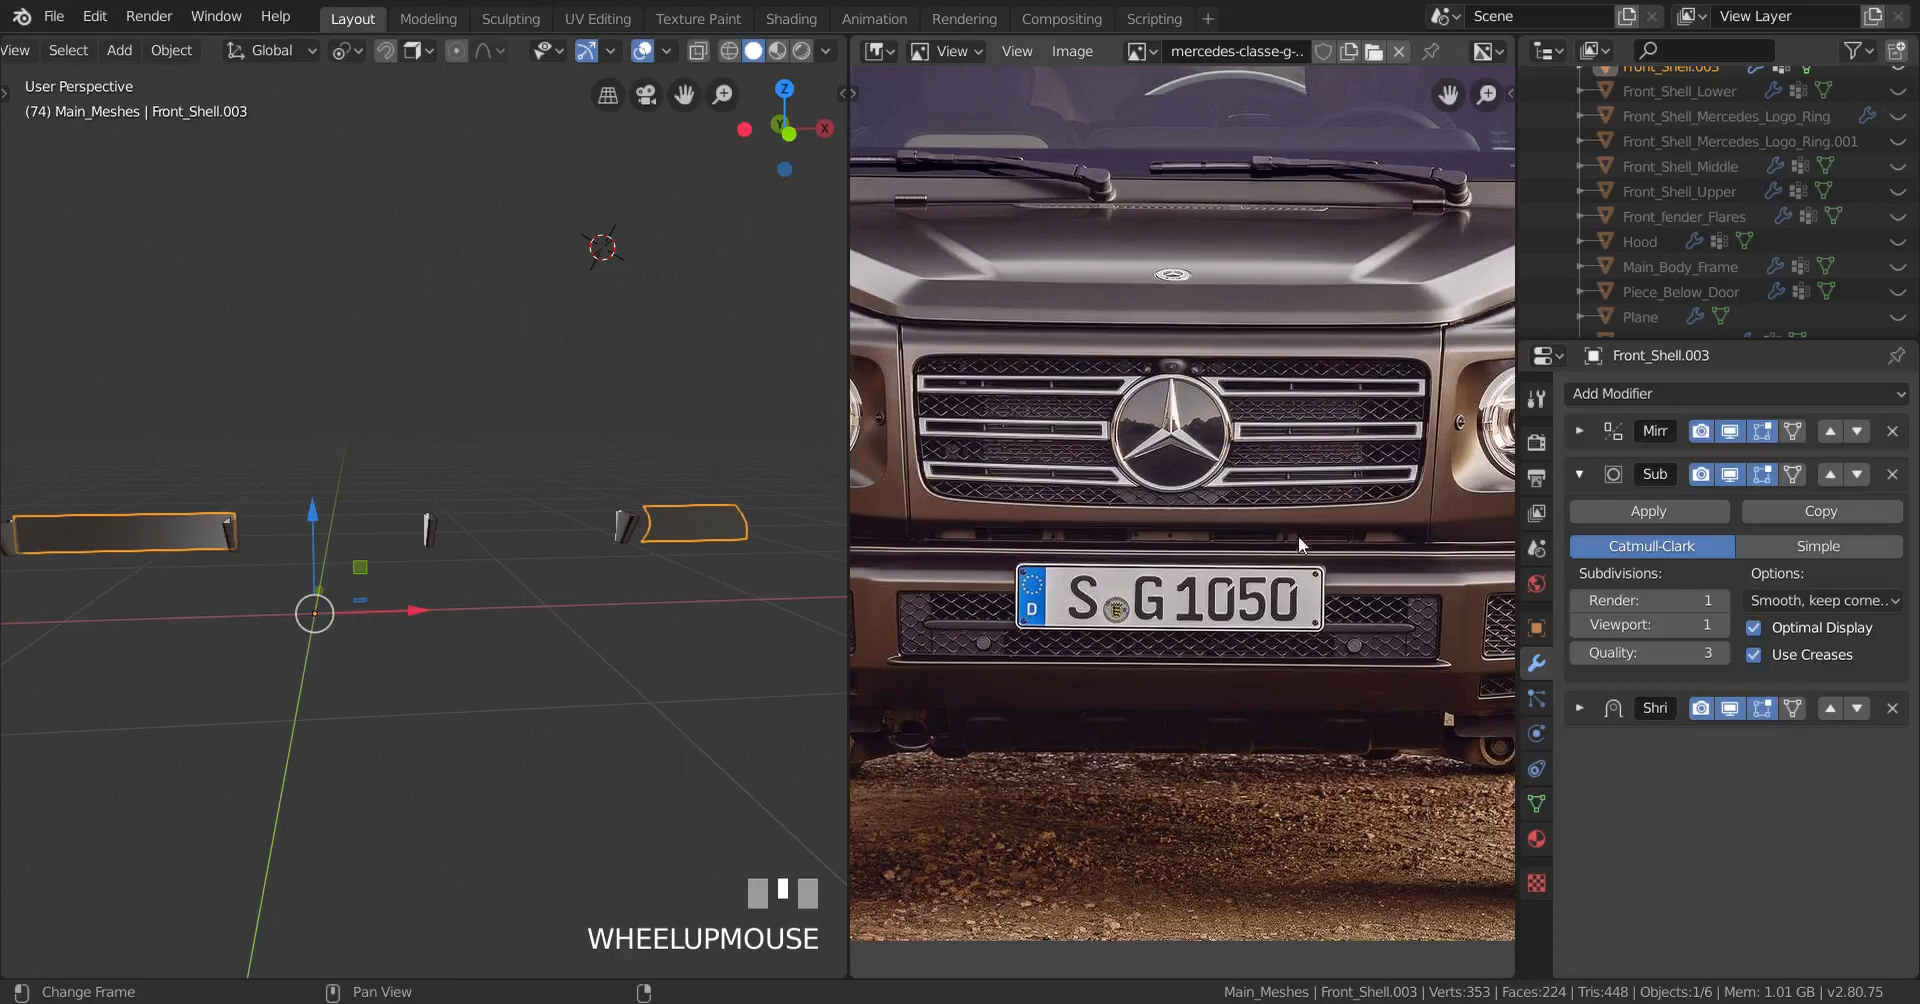 File Edit Render Window Help Layout Modeling Sculpting UV Editing Texture Paint Shading Animation Rendering Compositing Scripting Scene View Layer
View Select Add Object Global
User Perspective
(74) Main_Meshes | Front_Shell.003
Z
Y
X
View View Image mercedes-classe-g-..
D
S G1050
Front_Shell.003
Front_Shell_Lower
Front_Shell_Mercedes_Logo_Ring
Front_Shell_Mercedes_Logo_Ring.001
Front_Shell_Middle
Front_Shell_Upper
Front_fender_Flares
Hood
Main_Body_Frame
Piece_Below_Door
Plane
Front_Shell.003
Add Modifier
Mirr
Sub
Apply Copy
Catmull-Clark Simple
Subdivisions: Options:
Render: 1 Smooth, keep corne..
Viewport: 1 Optimal Display
Quality: 3 Use Creases
Shri
WHEELUPMOUSE
Change Frame Pan View Main_Meshes | Front_Shell.003 | Verts:353 | Faces:224 | Tris:448 | Objects:1/6 | Mem: 1.01 GB | v2.80.75